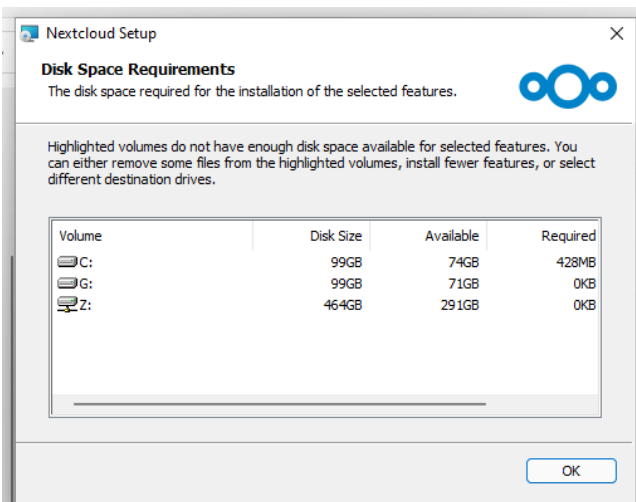 Nextcloud Setup
Disk Space Requirements
The disk space required for the installation of the selected features.
Highlighted volumes do not have enough disk space available for selected features. You
can either remove some files from the highlighted volumes, install fewer features, or select
different destination drives.
Volume Disk Size Available Required
C: 99GB 74GB 428MB
G: 99GB 71GB 0KB
Z: 464GB 291GB 0KB
OK